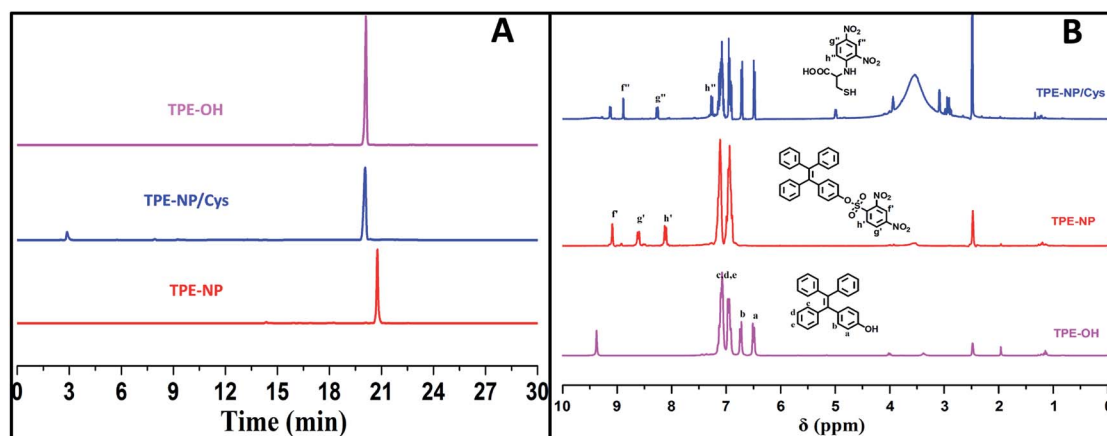 A
TPE-OH
TPE-NP/Cys
TPE-NP
0 3 6 9 12 15 18 21 24 27 30
Time (min)
B
NO₂
g'' f''
h'' NO₂
HOOC NH
SH
f'' g'' h''
TPE-NP/Cys
O O NO₂
S f'
O NO₂
h' g'
f' g' h'
TPE-NP
c,d,e
b a
c
d
e b OH
a
TPE-OH
10 9 8 7 6 5 4 3 2 1 0
δ (ppm)